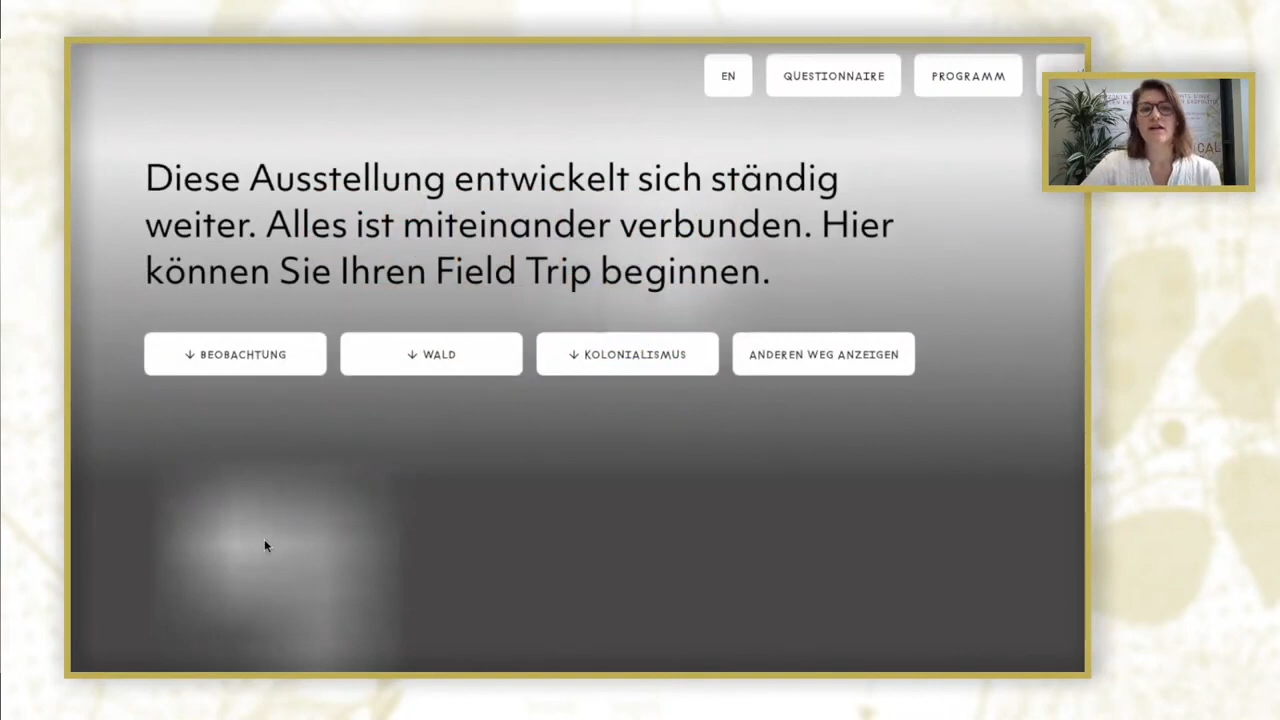 EN QUESTIONNAIRE PROGRAMM
Diese Ausstellung entwickelt sich ständig
weiter. Alles ist miteinander verbunden. Hier
können Sie Ihren Field Trip beginnen.
↓ BEOBACHTUNG ↓ WALD ↓ KOLONIALISMUS ANDEREN WEG ANZEIGEN